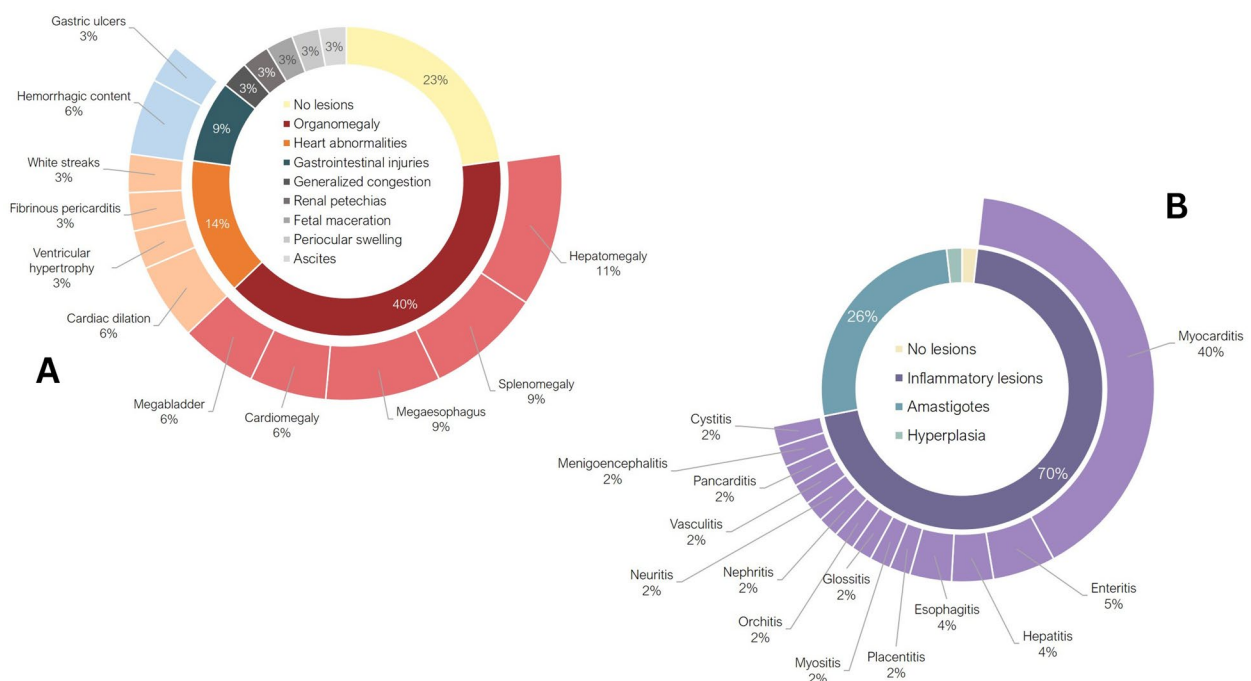 Gastric ulcers
3%
Hemorrhagic content
6%
White streaks
3%
Fibrinous pericarditis
3%
Ventricular
hypertrophy
3%
Cardiac dilation
6%
A
Megabladder
6%
Cardiomegaly
6%
Megaesophagus
9%
Splenomegaly
9%
Hepatomegaly
11%
3%
3%
3%
3%
3%
23%
9%
14%
40%
No lesions
Organomegaly
Heart abnormalities
Gastrointestinal injuries
Generalized congestion
Renal petechias
Fetal maceration
Periocular swelling
Ascites
B
26%
70%
No lesions
Inflammatory lesions
Amastigotes
Hyperplasia
Myocarditis
40%
Enteritis
5%
Hepatitis
4%
Esophagitis
4%
Placentitis
2%
Myositis
2%
Glossitis
2%
Orchitis
2%
Nephritis
2%
Neuritis
2%
Vasculitis
2%
Pancarditis
2%
Menigoencephalitis
2%
Cystitis
2%